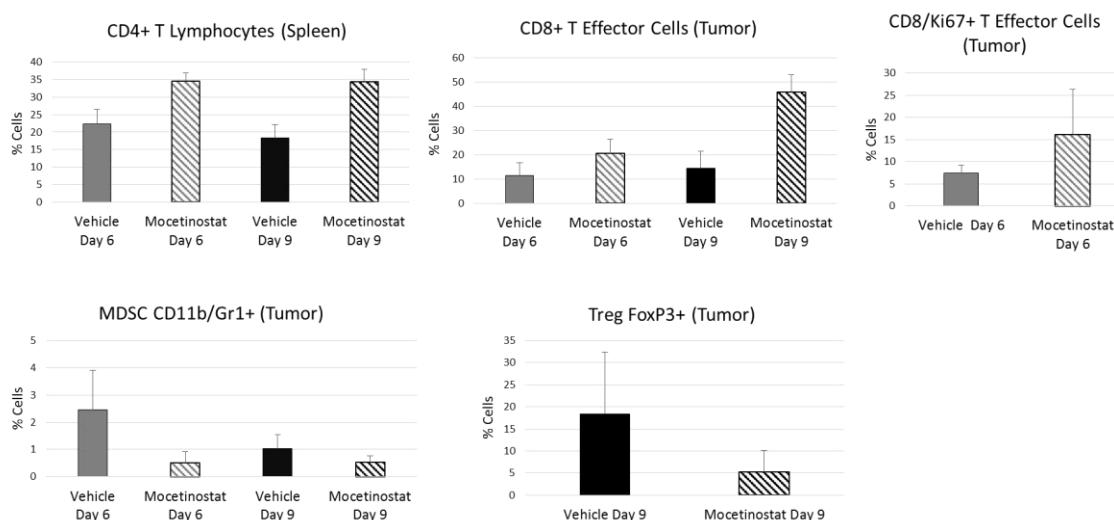 CD4+ T Lymphocytes (Spleen)
% Cells
40
35
30
25
20
15
10
5
0
Vehicle Day 6
Mocetinostat Day 6
Vehicle Day 9
Mocetinostat Day 9
CD8+ T Effector Cells (Tumor)
% Cells
60
50
40
30
20
10
0
Vehicle Day 6
Mocetinostat Day 6
Vehicle Day 9
Mocetinostat Day 9
CD8/Ki67+ T Effector Cells
(Tumor)
% Cells
30
25
20
15
10
5
0
Vehicle Day 6
Mocetinostat Day 6
MDSC CD11b/Gr1+ (Tumor)
% Cells
5
4
3
2
1
0
Vehicle Day 6
Mocetinostat Day 6
Vehicle Day 9
Mocetinostat Day 9
Treg FoxP3+ (Tumor)
% Cells
35
30
25
20
15
10
5
0
Vehicle Day 9
Mocetinostat Day 9